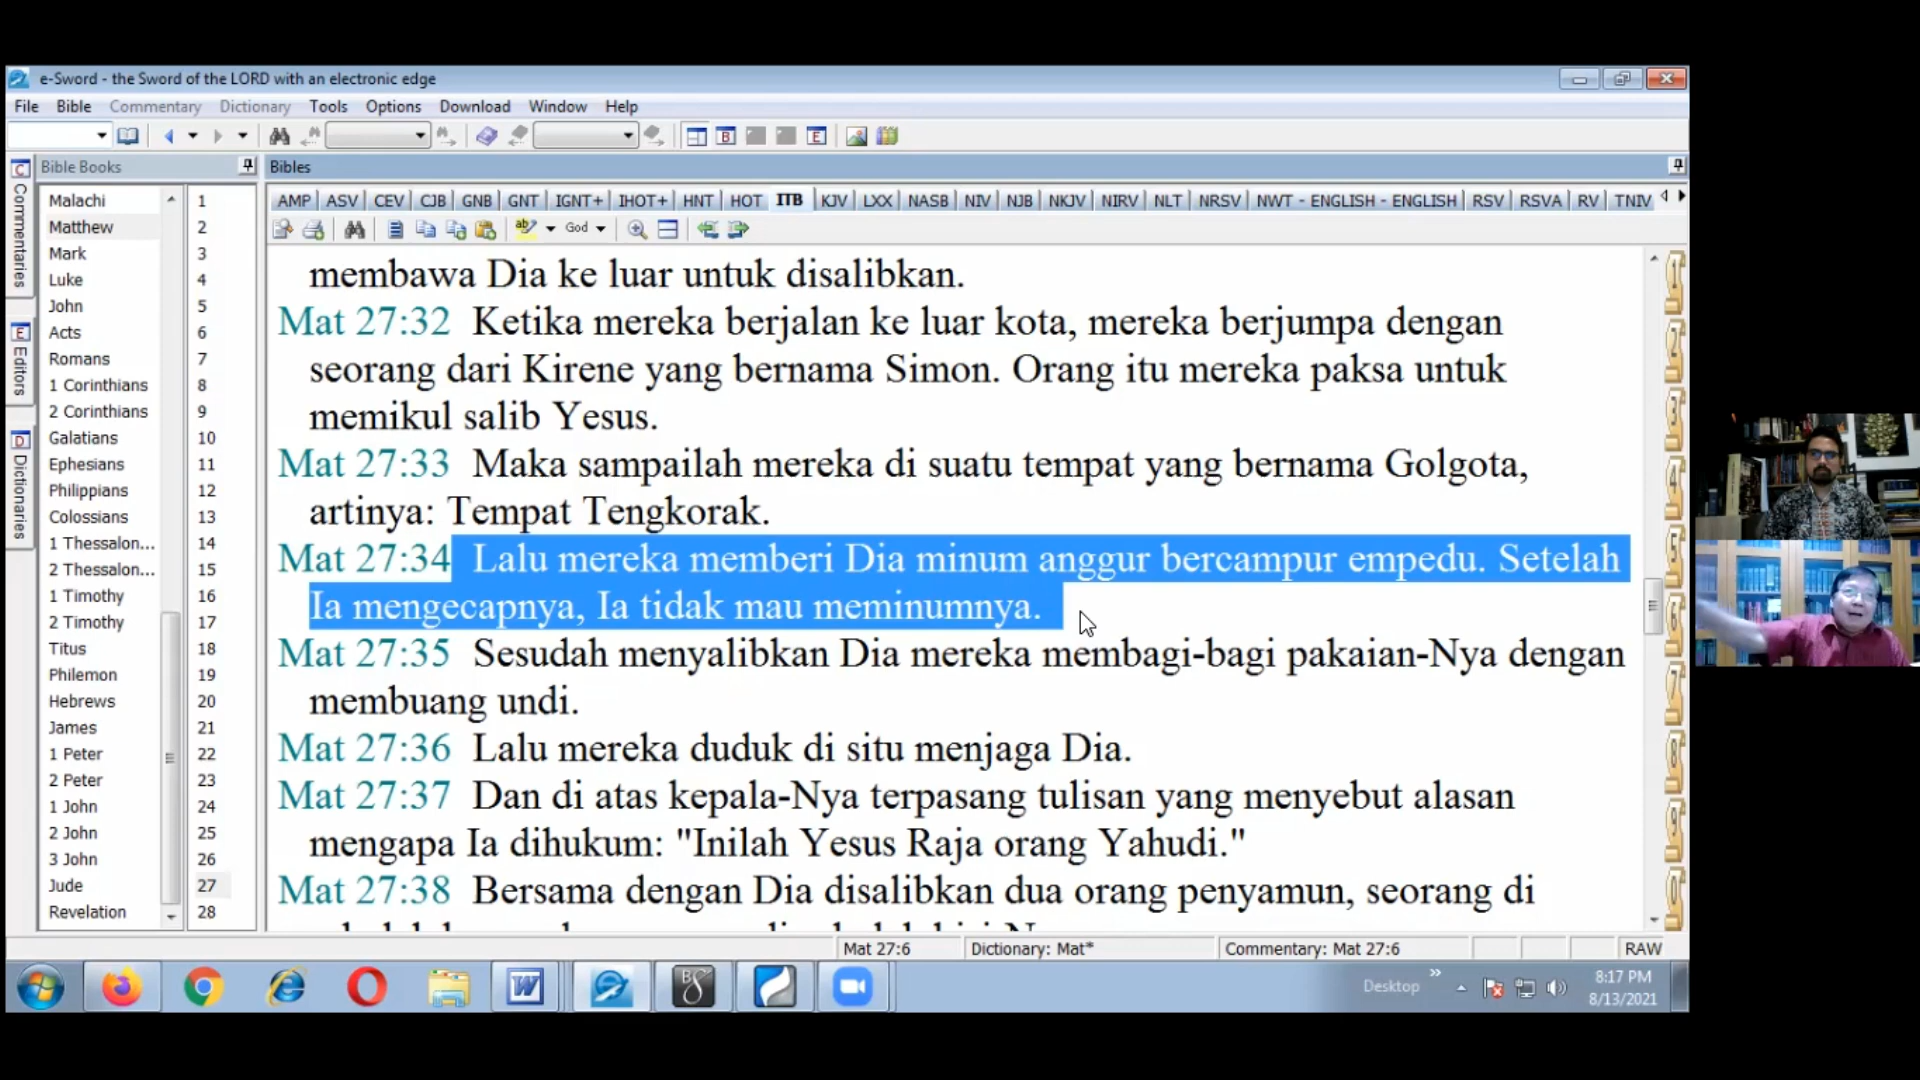 e-Sword - the Sword of the LORD with an electronic edge
File Bible Commentary Dictionary Tools Options Download Window Help
Bible Books
Bibles
AMP ASV CEV CJB GNB GNT IGNT+ IHOT+ HNT HOT ITB KJV LXX NASB NIV NJB NKJV NIRV NLT NRSV NWT - ENGLISH - ENGLISH RSV RSVA RV TNIV
God
Commentaries
Editors
Dictionaries
Malachi 1
Matthew 2
Mark 3
Luke 4
John 5
Acts 6
Romans 7
1 Corinthians 8
2 Corinthians 9
Galatians 10
Ephesians 11
Philippians 12
Colossians 13
1 Thessalon... 14
2 Thessalon... 15
1 Timothy 16
2 Timothy 17
Titus 18
Philemon 19
Hebrews 20
James 21
1 Peter 22
2 Peter 23
1 John 24
2 John 25
3 John 26
Jude 27
Revelation 28
membawa Dia ke luar untuk disalibkan.
Mat 27:32 Ketika mereka berjalan ke luar kota, mereka berjumpa dengan
seorang dari Kirene yang bernama Simon. Orang itu mereka paksa untuk
memikul salib Yesus.
Mat 27:33 Maka sampailah mereka di suatu tempat yang bernama Golgota,
artinya: Tempat Tengkorak.
Mat 27:34 Lalu mereka memberi Dia minum anggur bercampur empedu. Setelah
Ia mengecapnya, Ia tidak mau meminumnya.
Mat 27:35 Sesudah menyalibkan Dia mereka membagi-bagi pakaian-Nya dengan
membuang undi.
Mat 27:36 Lalu mereka duduk di situ menjaga Dia.
Mat 27:37 Dan di atas kepala-Nya terpasang tulisan yang menyebut alasan
mengapa Ia dihukum: "Inilah Yesus Raja orang Yahudi."
Mat 27:38 Bersama dengan Dia disalibkan dua orang penyamun, seorang di
Mat 27:6 Dictionary: Mat* Commentary: Mat 27:6 RAW
Desktop
8:17 PM
8/13/2021